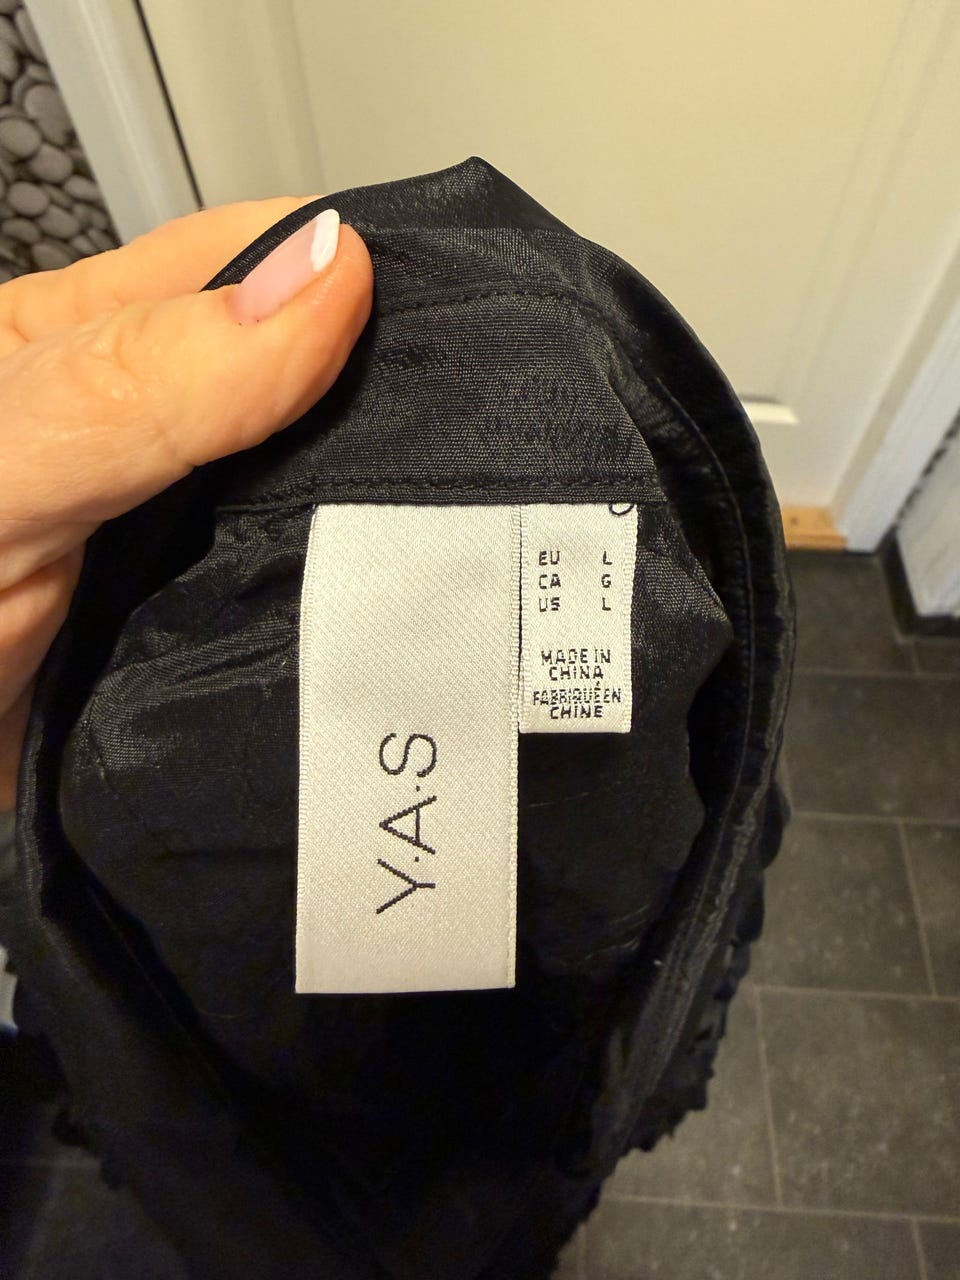 Y.A.S
EU L
CA G
US L
MADE IN
CHINA
FABRIQUÉ EN
CHINE